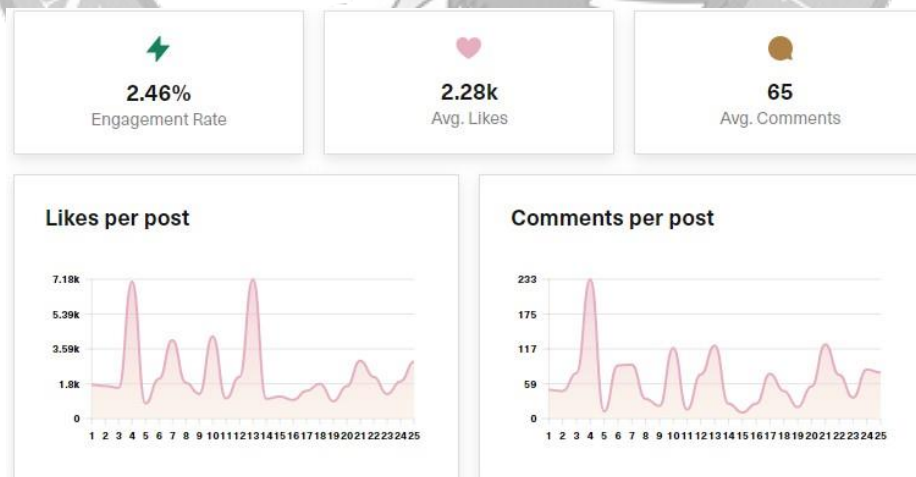 2.46%
Engagement Rate
2.28k
Avg. Likes
65
Avg. Comments
Likes per post
7.18k
5.39k
3.59k
1.8k
0
1 2 3 4 5 6 7 8 9 10 11 12 13 14 15 16 17 18 19 20 21 22 23 24 25
Comments per post
233
175
117
59
0
1 2 3 4 5 6 7 8 9 10 11 12 13 14 15 16 17 18 19 20 21 22 23 24 25